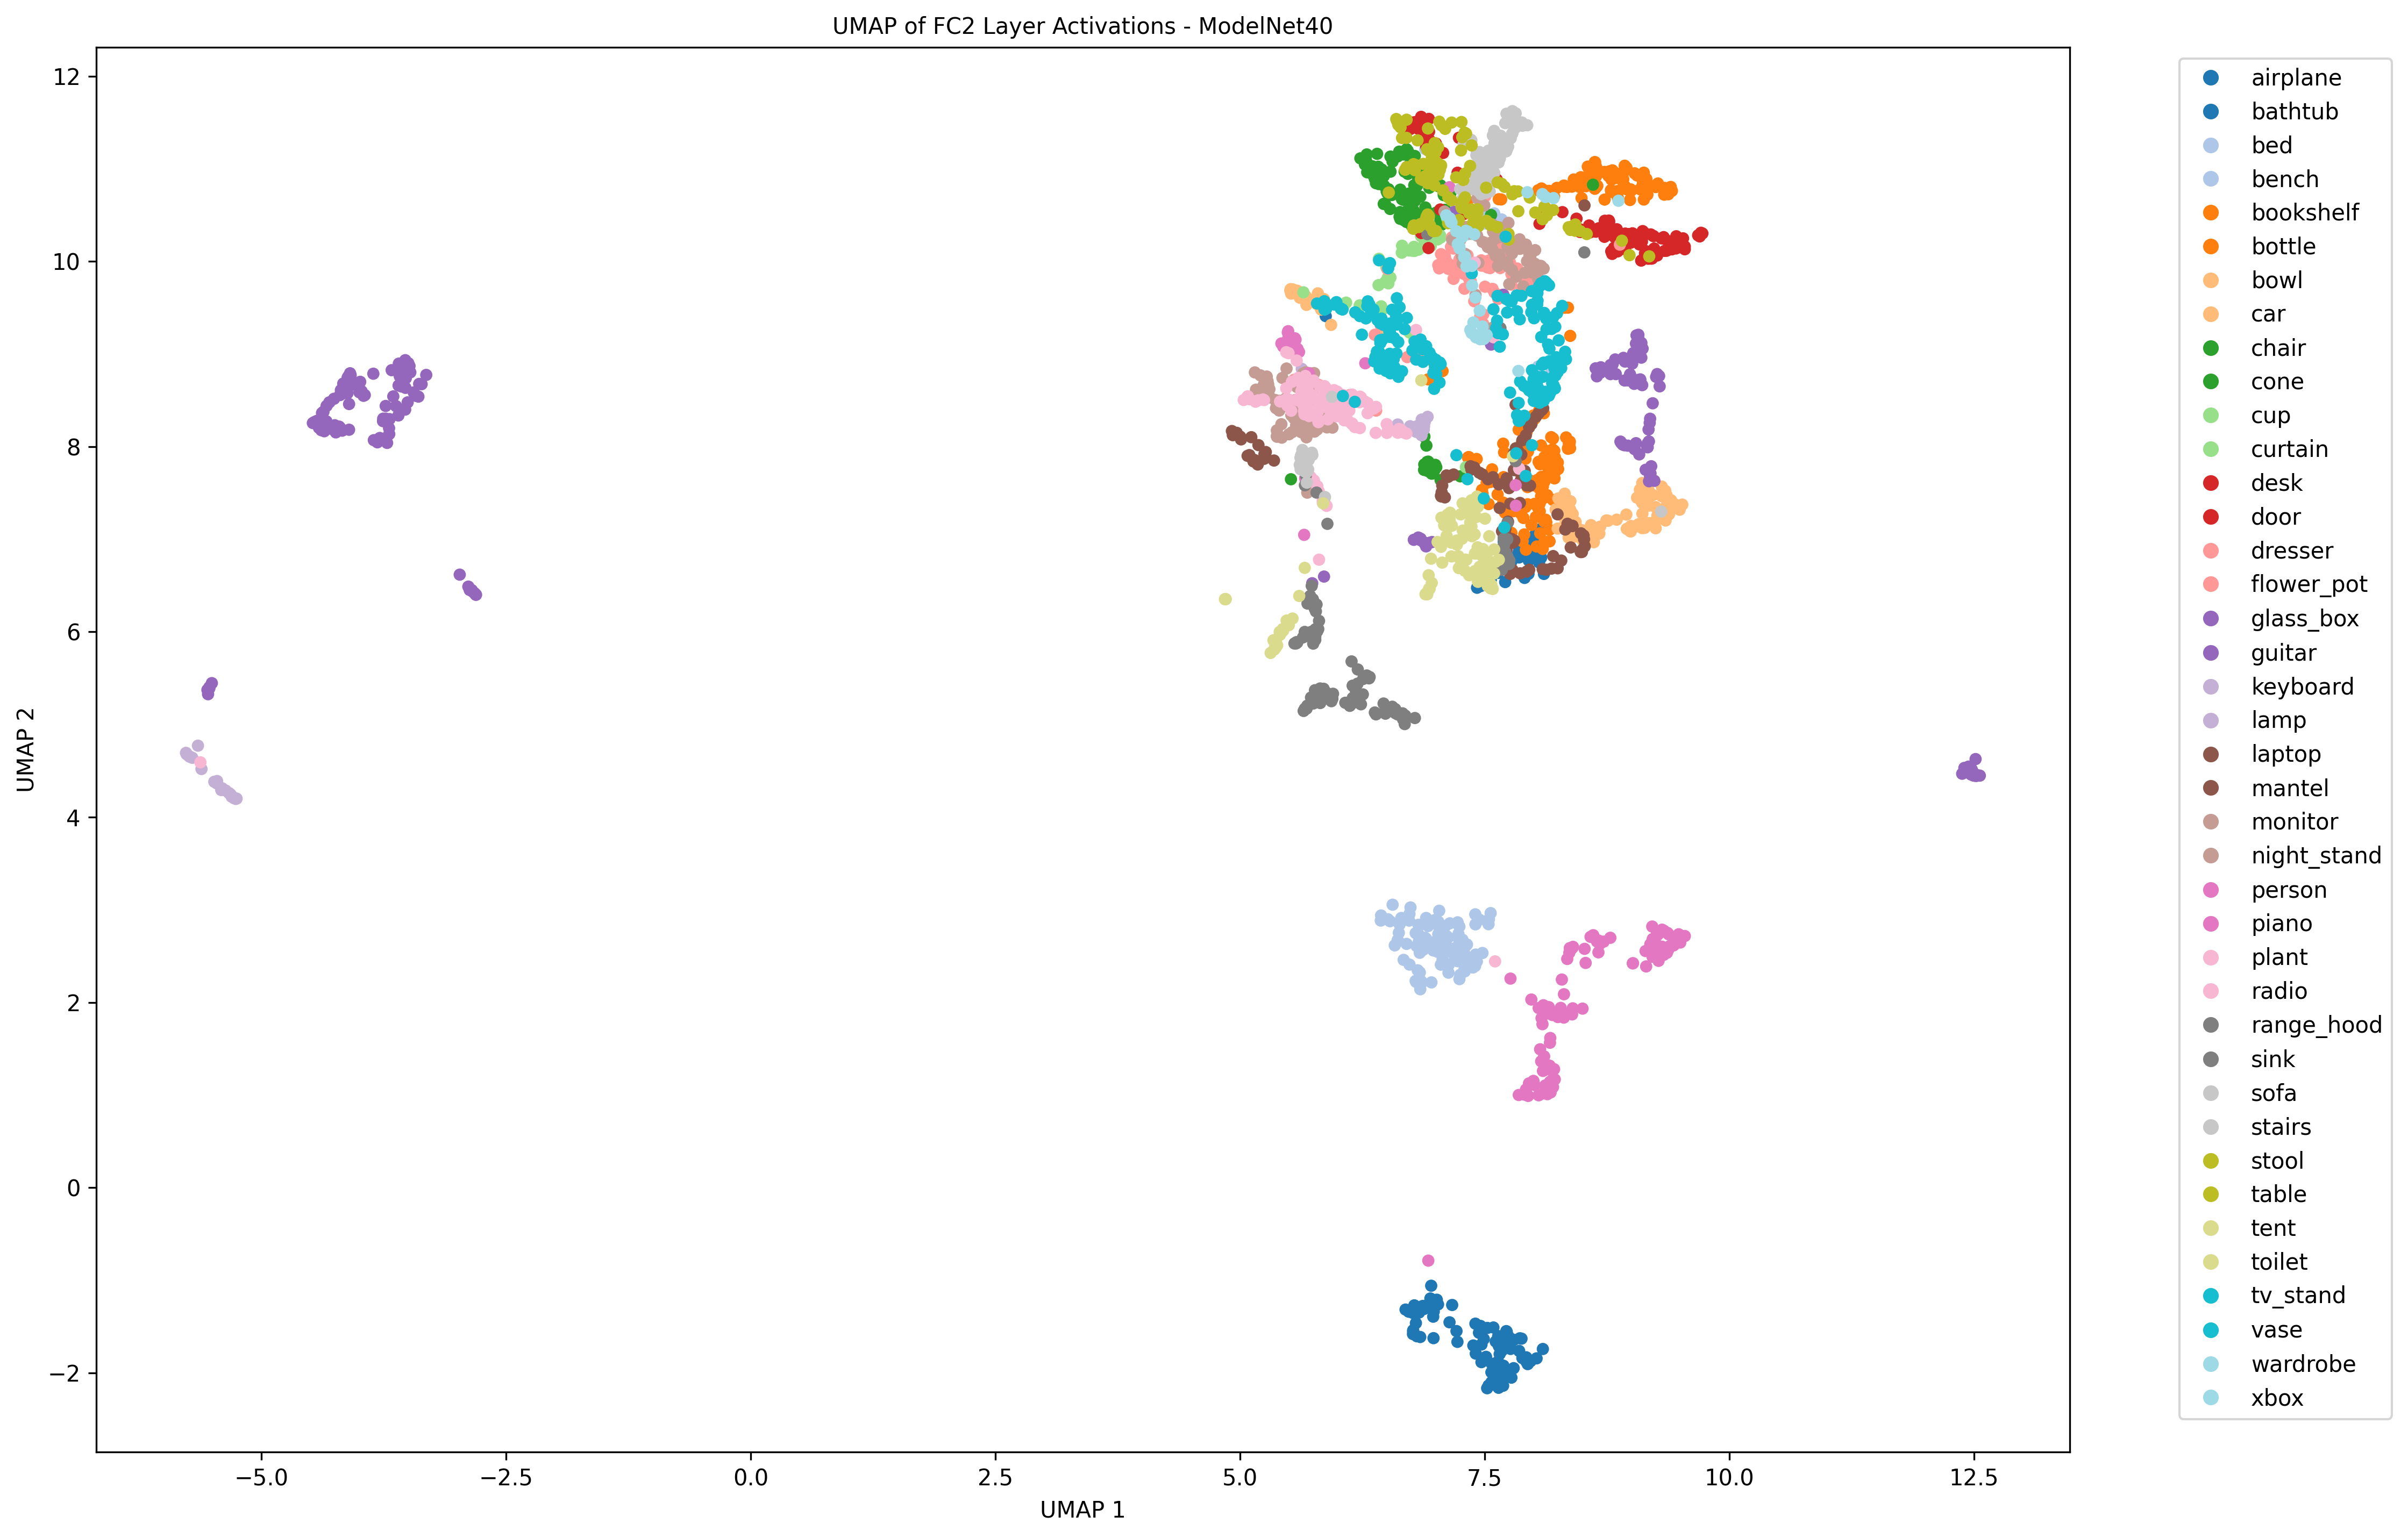 UMAP of FC2 Layer Activations - ModelNet40
12
10
8
6
4
2
0
−2
UMAP 2
−5.0
−2.5
0.0
2.5
5.0
7.5
10.0
12.5
UMAP 1
airplane
bathtub
bed
bench
bookshelf
bottle
bowl
car
chair
cone
cup
curtain
desk
door
dresser
flower_pot
glass_box
guitar
keyboard
lamp
laptop
mantel
monitor
night_stand
person
piano
plant
radio
range_hood
sink
sofa
stairs
stool
table
tent
toilet
tv_stand
vase
wardrobe
xbox